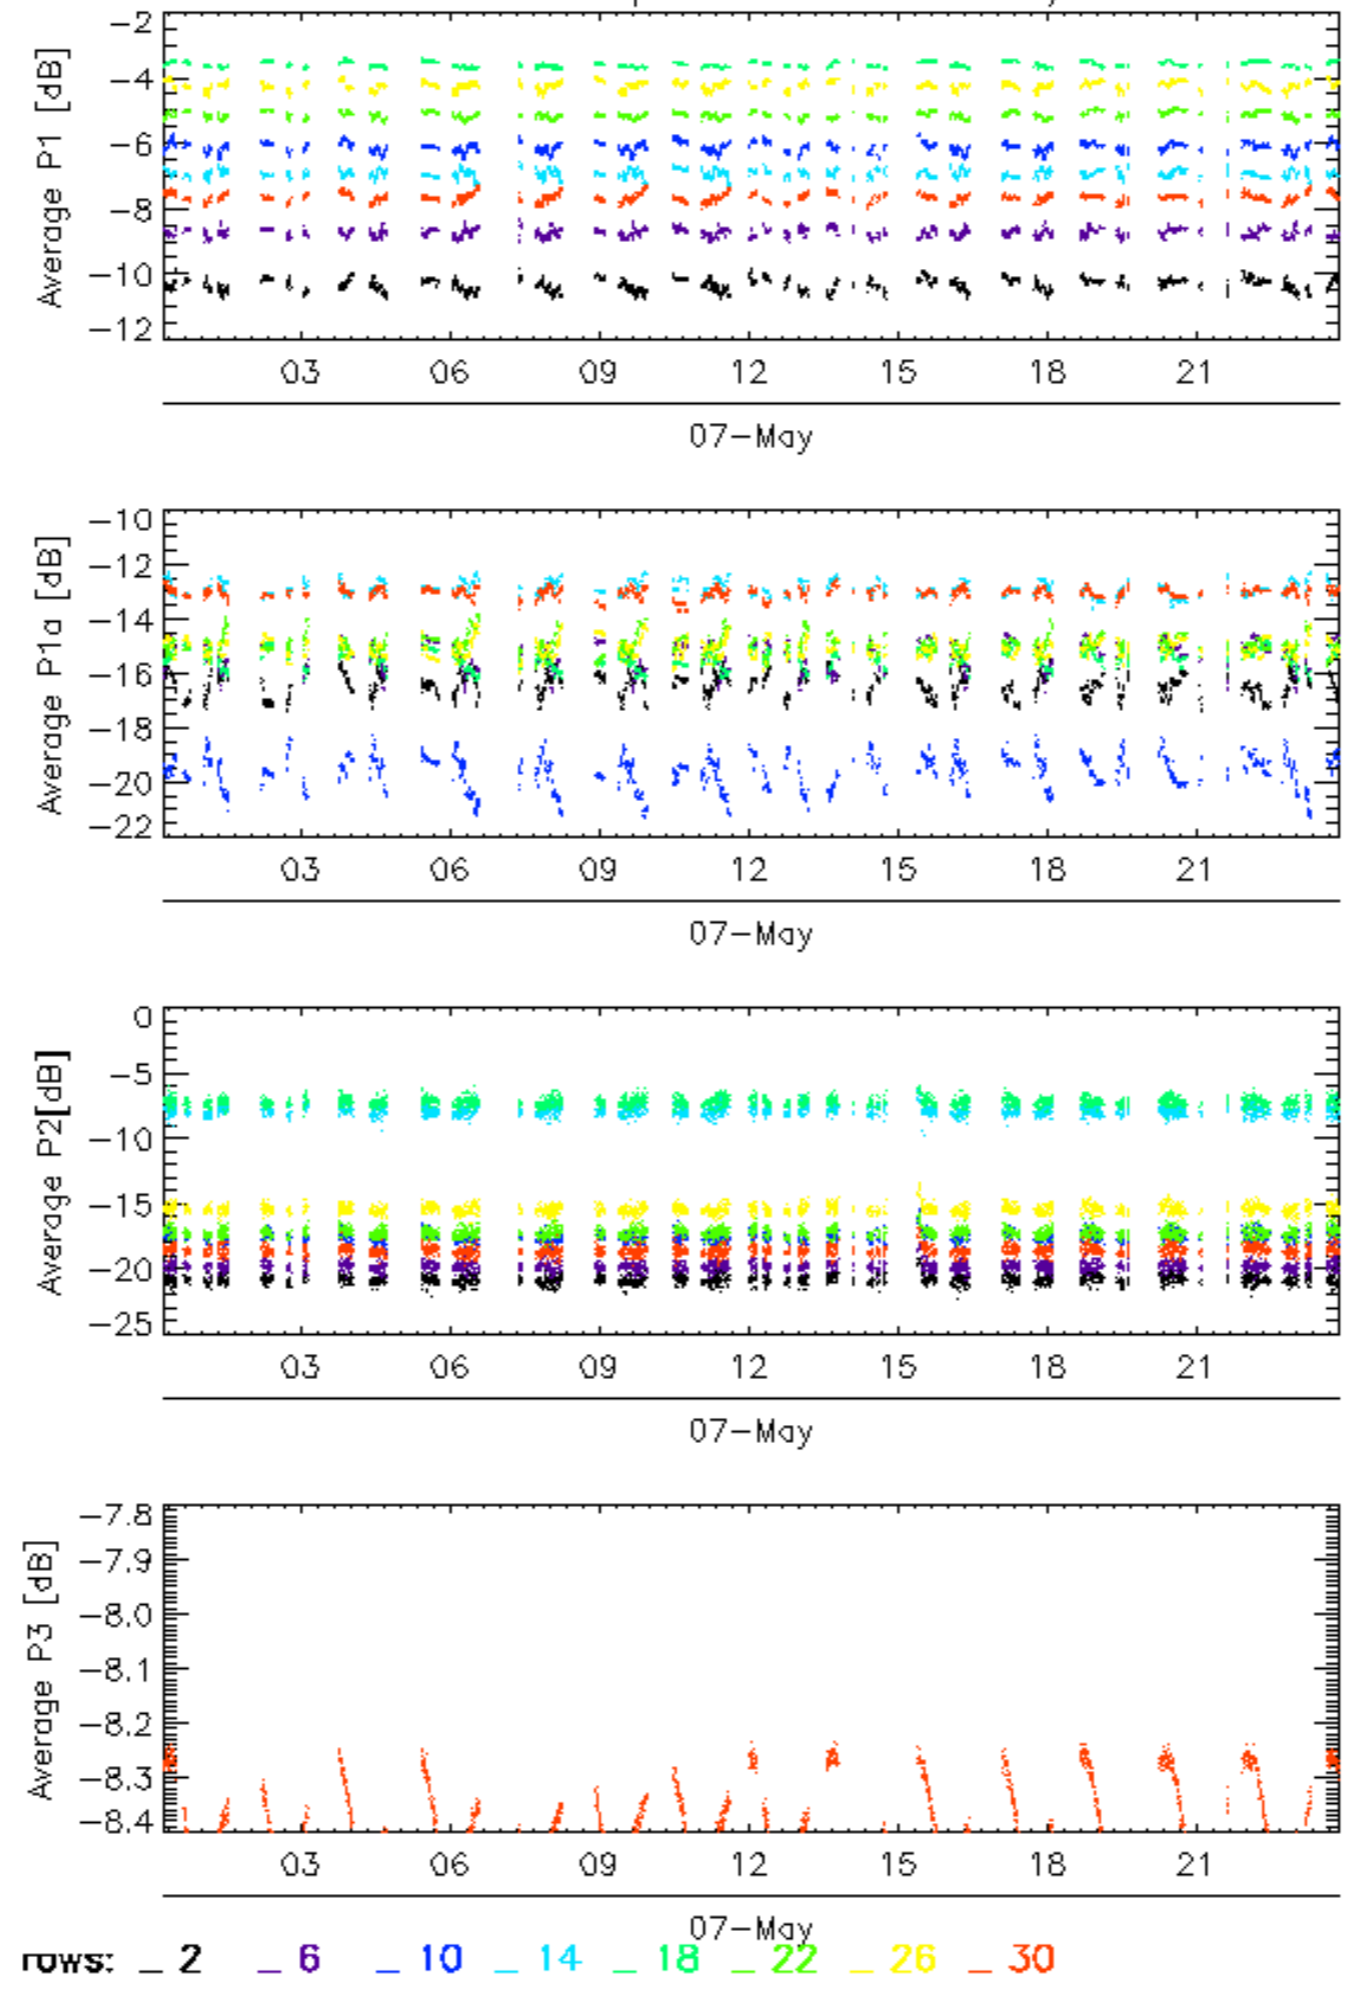 -2
-4
-6
-8
-10
-12
Average P1 [dB]
03 06 09 12 15 18 21
07-May
-10
-12
-14
-16
-18
-20
-22
Average P1a [dB]
03 06 09 12 15 18 21
07-May
0
-5
-10
-15
-20
-25
Average P2[dB]
03 06 09 12 15 18 21
07-May
-7.8
-7.9
-8.0
-8.1
-8.2
-8.3
-8.4
Average P3 [dB]
03 06 09 12 15 18 21
07-May
rows: _ 2 _ 6 _ 10 _ 14 _ 18 _ 22 _ 26 _ 30